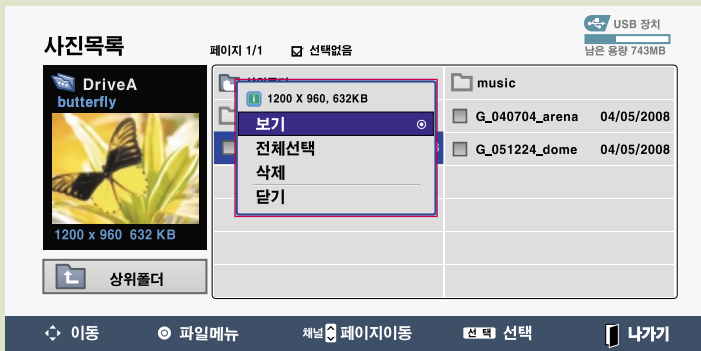 USB 장치
사진목록
페이지 1/1 선택없음
남은 용량 743MB
DriveA
butterfly
1200 x 960 632 KB
상위폴더
1200 X 960, 632KB
보기
전체선택
삭제
닫기
music
G_040704_arena 04/05/2008
G_051224_dome 04/05/2008
이동 파일메뉴 채널 페이지이동 선택 선택 나가기